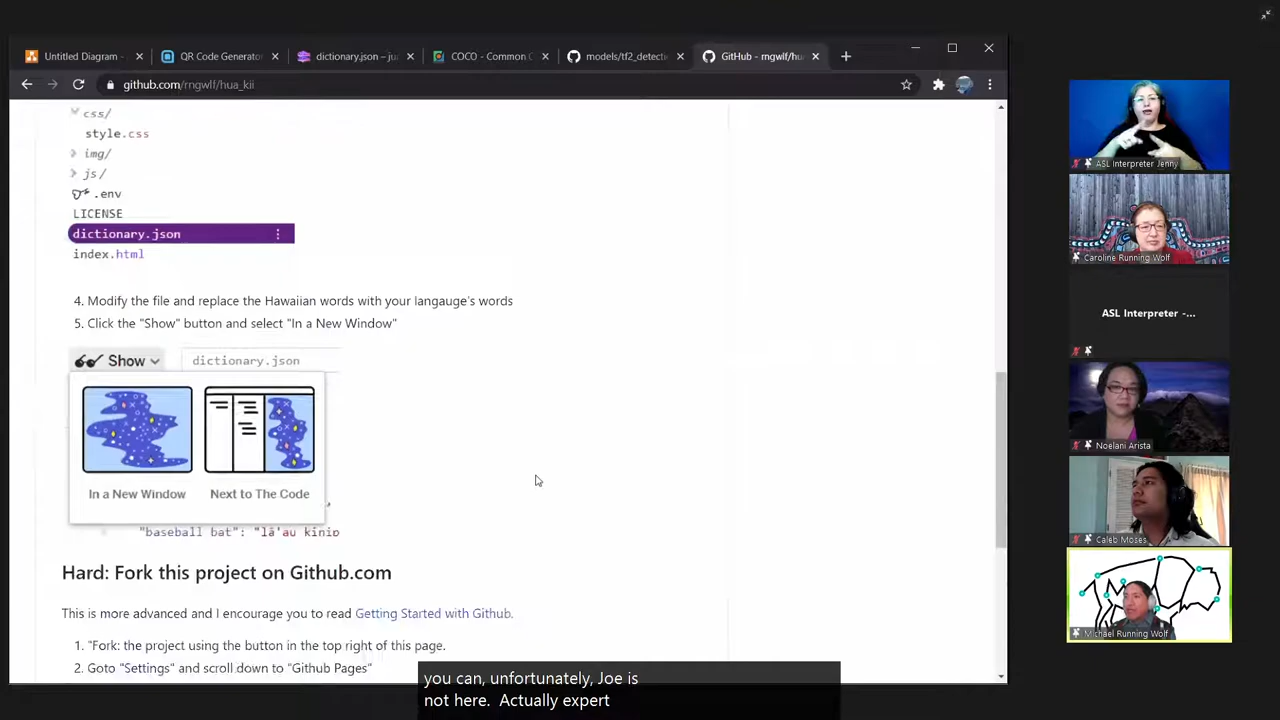 Untitled Diagram -
QR Code Generator
dictionary.json – ju
COCO - Common C
models/tf2_detectio
GitHub - rngwlf/hua
github.com/rngwlf/hua_kii
css/
style.css
img/
js/
.env
LICENSE
dictionary.json
index.html
4. Modify the file and replace the Hawaiian words with your langauge's words
5. Click the "Show" button and select "In a New Window"
Show
dictionary.json
In a New Window
Next to The Code
"baseball bat": "lāʻau kinipō
Hard: Fork this project on Github.com
This is more advanced and I encourage you to read Getting Started with Github.
1. "Fork: the project using the button in the top right of this page.
2. Goto "Settings" and scroll down to "Github Pages"
you can, unfortunately, Joe is
not here. Actually expert
ASL Interpreter Jenny
Caroline Running Wolf
ASL Interpreter -...
Noelani Arista
Caleb Moses
Michael Running Wolf